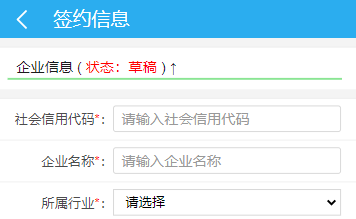 签约信息
企业信息 ( 状态：草稿 ) ↑
社会信用代码*： 请输入社会信用代码
企业名称*： 请输入企业名称
所属行业*： 请选择